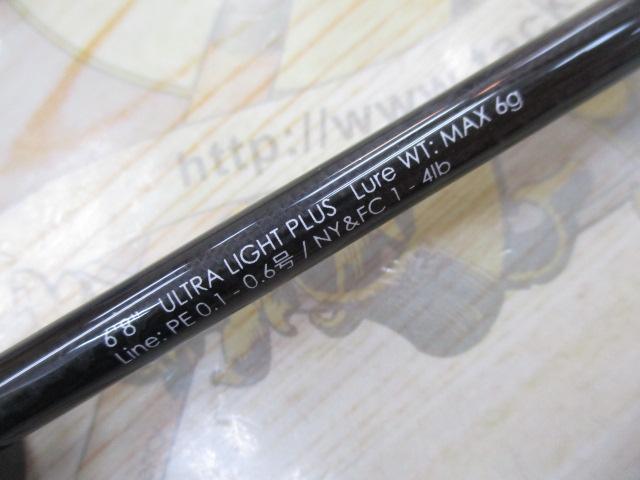 http://www.tack
6'8" ULTRA LIGHT PLUS Lure WT: MAX 6g
Line: PE 0.1 - 0.6号 / NY&FC 1 - 4lb